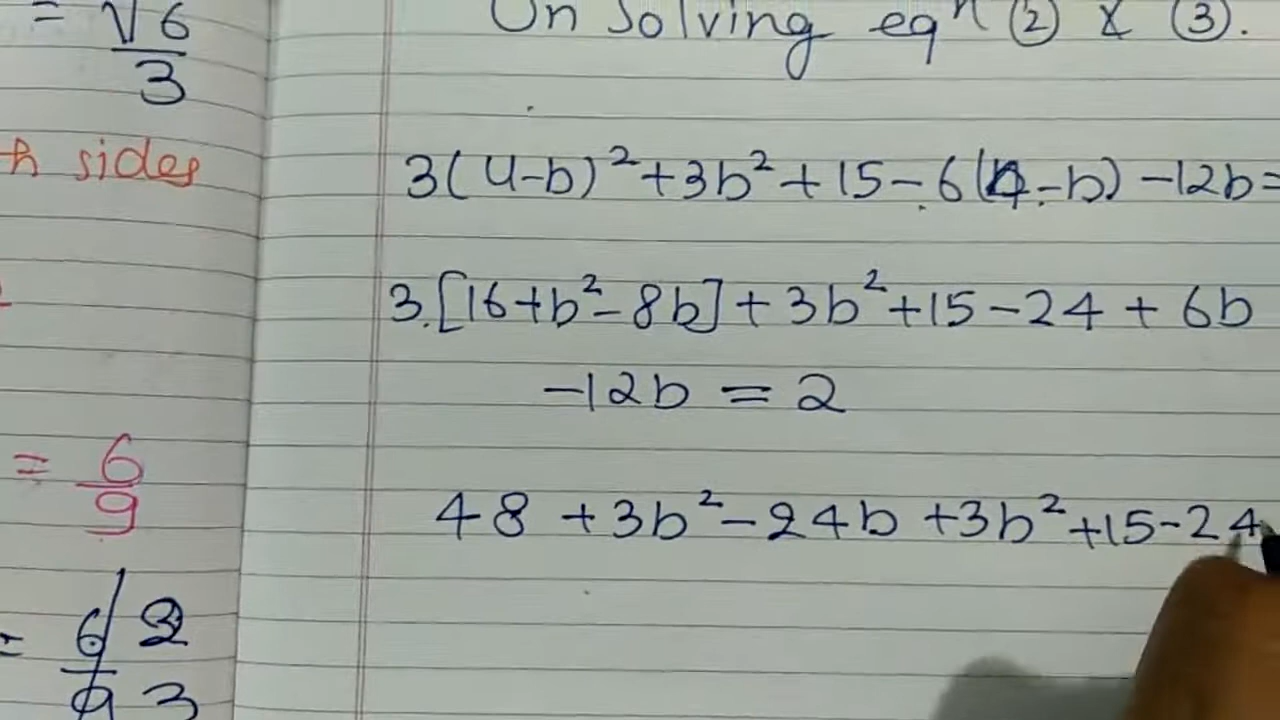 = √6
3
h sides
= 6
9
= 6 2
9 3
On Solving eqⁿ ② & ③.
3(4-b)² +3b² + 15 - 6(4-b) -12b=
3.[16+b²-8b] + 3b² +15 -24 + 6b
-12b = 2
48 +3b² -24b +3b² +15-24